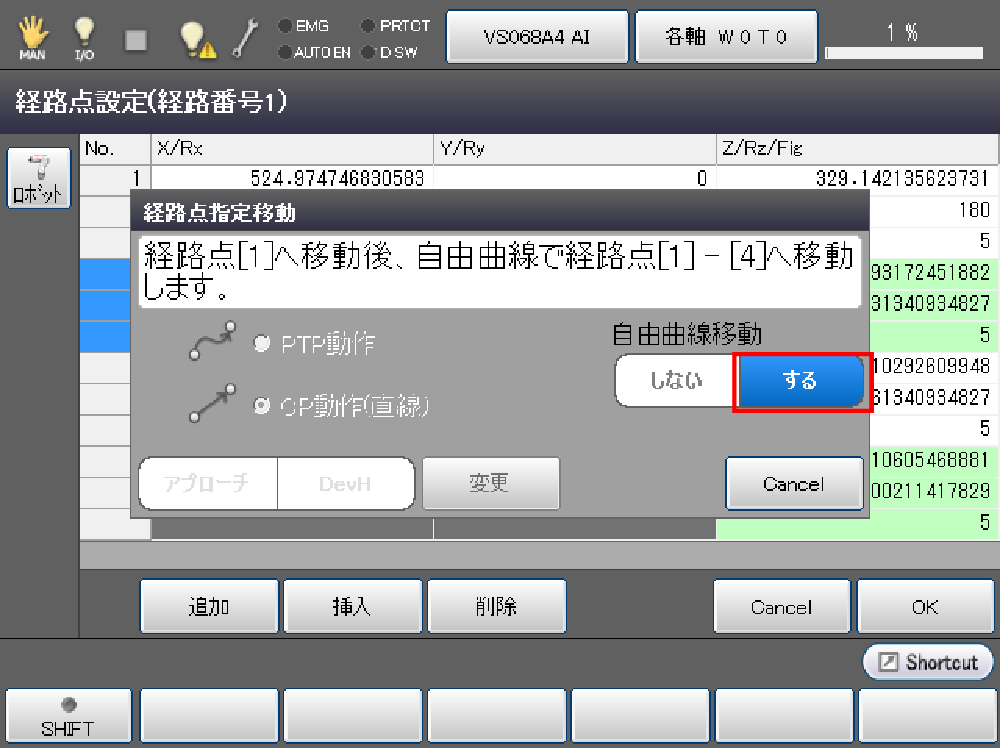 MAN
I/O
EMG
PRTCT
AUTO EN
DSW
VS068A4 AI
各軸 W0T0
1 %
経路点設定(経路番号1)
ロボット
No.
X/Rx
Y/Ry
Z/Rz/Fig
1
524.974746830583
0
329.142135623731
180
5
93172451882
31340934827
5
10292609948
61340934827
5
10605468881
00211417829
5
経路点指定移動
経路点[1]へ移動後、自由曲線で経路点[1] - [4]へ移動
します。
PTP動作
CP動作(直線)
自由曲線移動
しない
する
アプローチ
DevH
変更
Cancel
追加
挿入
削除
Cancel
OK
Shortcut
SHIFT